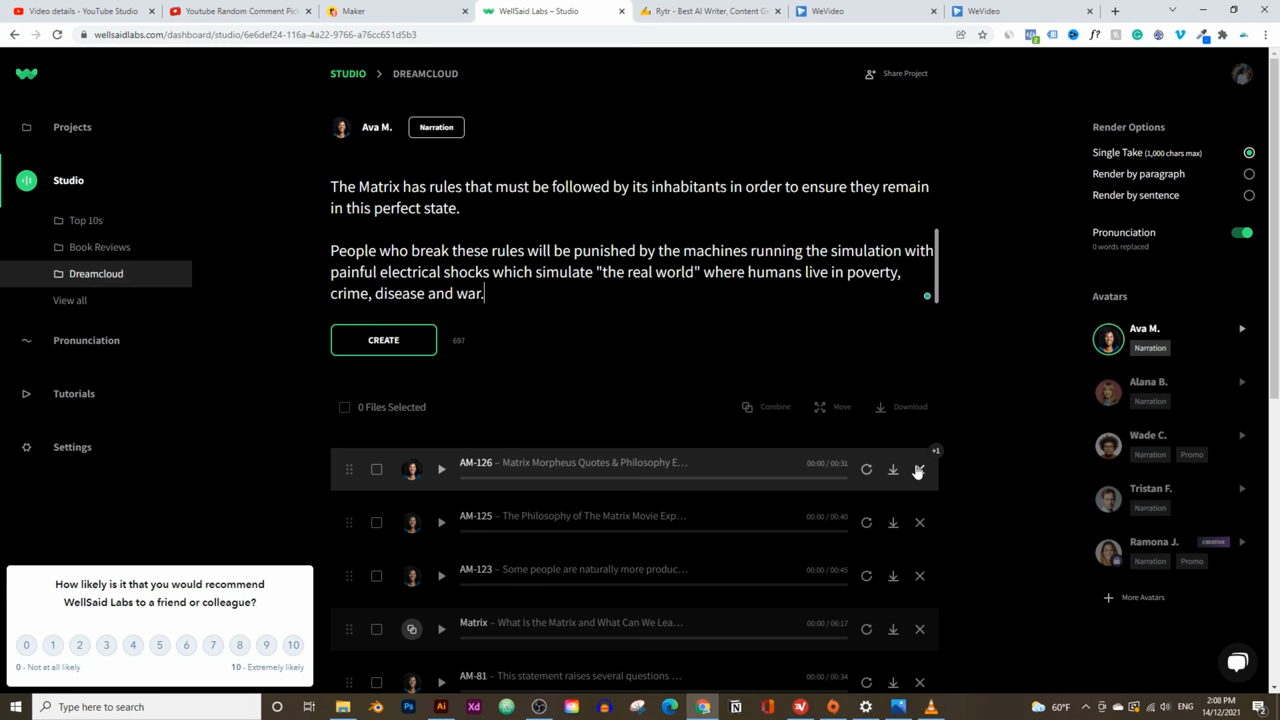 Video details - YouTube Studio
Youtube Random Comment Pick
Maker
WellSaid Labs – Studio
Rytr - Best AI Writer, Content Ge
WeVideo
WeVideo
wellsaidlabs.com/dashboard/studio/6e6def24-116a-4a22-9766-a76cc651d5b3
STUDIO > DREAMCLOUD
Share Project
Projects
Studio
Top 10s
Book Reviews
Dreamcloud
View all
Pronunciation
Tutorials
Settings
Ava M. Narration
The Matrix has rules that must be followed by its inhabitants in order to ensure they remain
in this perfect state.
People who break these rules will be punished by the machines running the simulation with
painful electrical shocks which simulate "the real world" where humans live in poverty,
crime, disease and war.
CREATE 697
0 Files Selected
Combine Move Download
+1
AM-126 – Matrix Morpheus Quotes & Philosophy E... 00:00 / 00:31
AM-125 – The Philosophy of The Matrix Movie Exp... 00:00 / 00:40
AM-123 – Some people are naturally more produc... 00:00 / 00:45
Matrix – What Is the Matrix and What Can We Lea... 00:00 / 06:17
AM-81 – This statement raises several questions ... 00:00 / 00:34
Render Options
Single Take (1,000 chars max)
Render by paragraph
Render by sentence
Pronunciation
0 words replaced
Avatars
Ava M.
Narration
Alana B.
Narration
Wade C.
Narration Promo
Tristan F.
Narration
Ramona J. CREATIVE
Narration Promo
More Avatars
How likely is it that you would recommend
WellSaid Labs to a friend or colleague?
0 1 2 3 4 5 6 7 8 9 10
0 - Not at all likely 10 - Extremely likely
Type here to search
60°F
2:08 PM
14/12/2021